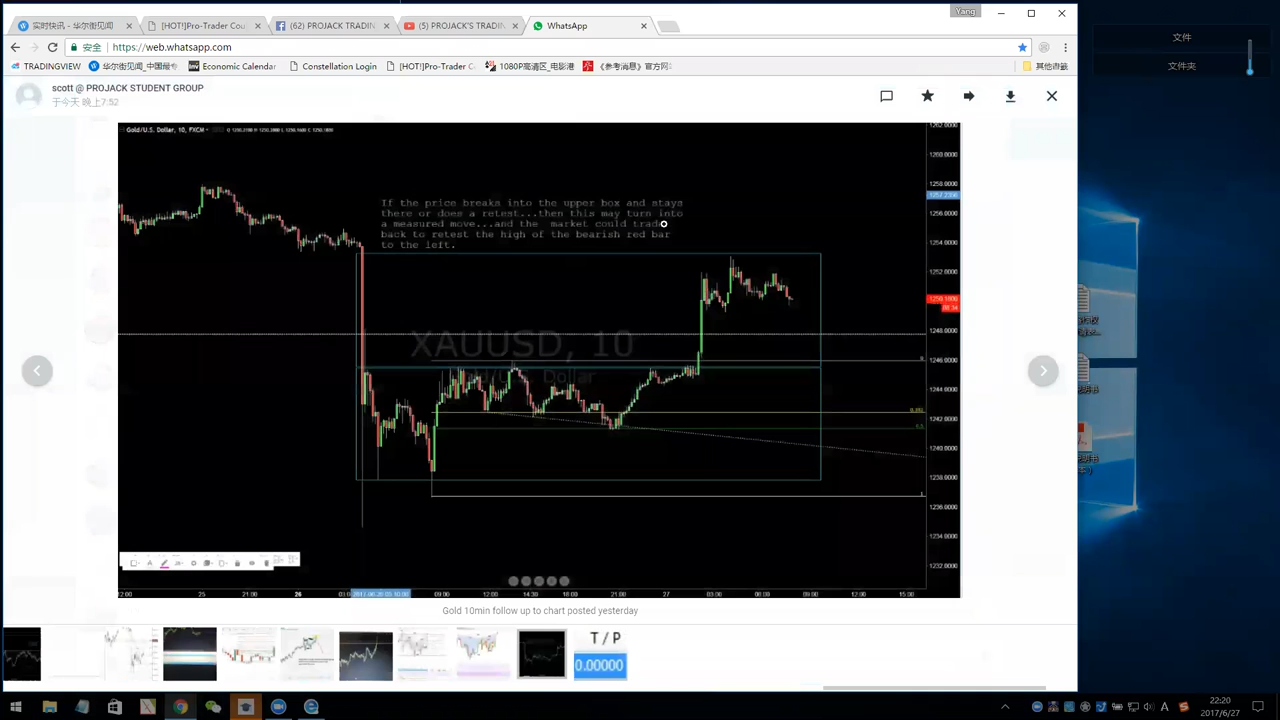 Yang
实时快讯 - 华尔街见闻
[HOT!]Pro-Trader Cou
(62) PROJACK TRADIN
(5) PROJACK'S TRADIN
WhatsApp
安全
https://web.whatsapp.com
TRADINGVIEW
华尔街见闻_中国最
Economic Calendar
Constellation Login
[HOT!]Pro-Trader C
1080P高清区_电影港
《参考消息》官方网
其他书签
文件
文件夹
scott @ PROJACK STUDENT GROUP
于今天 晚上7:52
Gold/U.S. Dollar, 10, FXCM
If the price breaks into the upper box and stays
there or does a retest...then this may turn into
a measured move...and the market could trade
back to retest the high of the bearish red bar
to the left.
XAUUSD, 10
1260.0000
1258.0000
1256.0000
1254.0000
1252.0000
1248.0000
1246.0000
1244.0000
1242.0000
1240.0000
1238.0000
1236.0000
1234.0000
1232.0000
25
21:00
26
09:00
12:00
14:30
18:00
21:00
27
03:00
06:00
09:00
12:00
15:00
Gold 10min follow up to chart posted yesterday
T/P
0.00000
22:20
2017/6/27